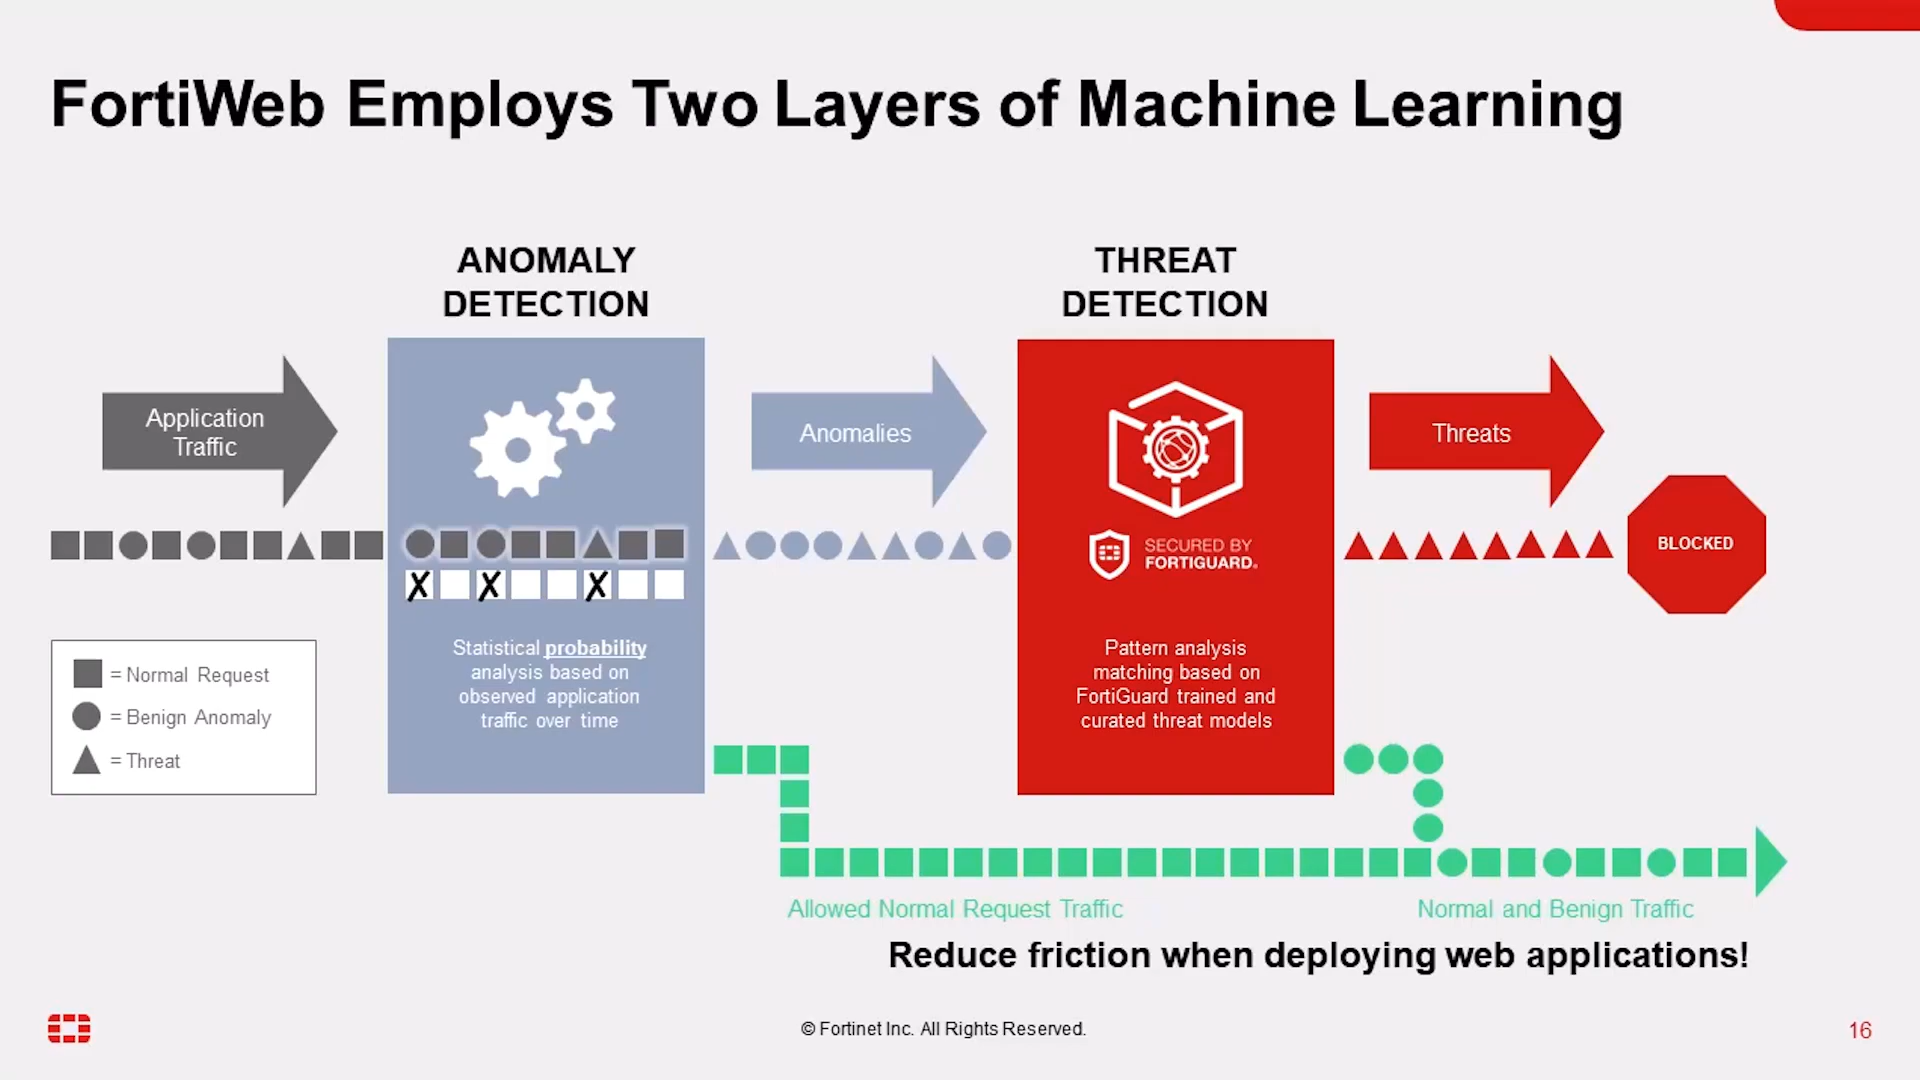 FortiWeb Employs Two Layers of Machine Learning
ANOMALY
DETECTION
THREAT
DETECTION
Application
Traffic
Anomalies
Threats
BLOCKED
SECURED BY
FORTIGUARD®
X X X
= Normal Request
= Benign Anomaly
= Threat
Statistical probability
analysis based on
observed application
traffic over time
Pattern analysis
matching based on
FortiGuard trained and
curated threat models
Allowed Normal Request Traffic
Normal and Benign Traffic
Reduce friction when deploying web applications!
© Fortinet Inc. All Rights Reserved.
16